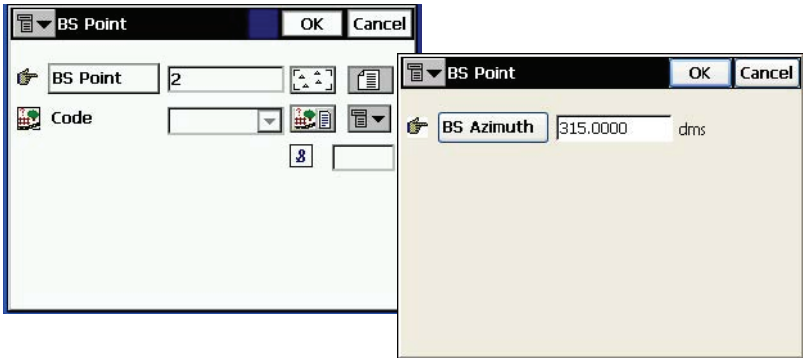 BS Point OK Cancel
BS Point 2
Code
BS Point OK Cancel
BS Azimuth 315.0000 dms